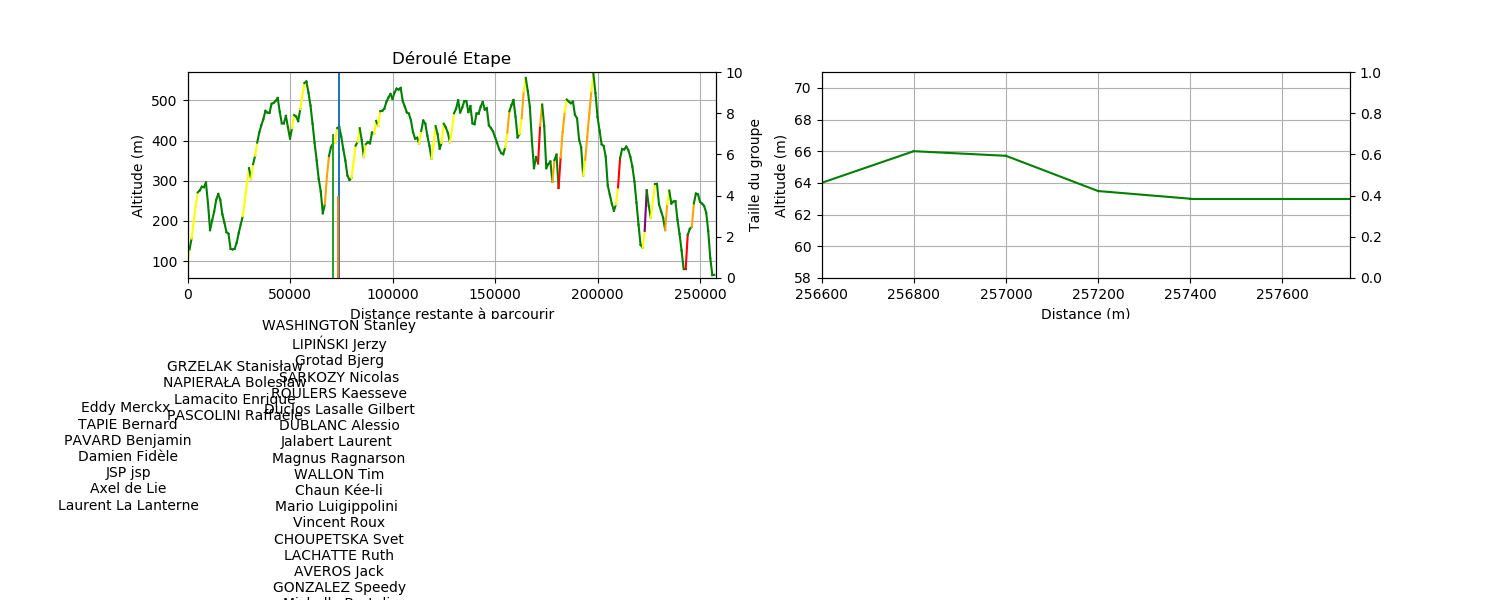 Déroulé Etape
Altitude (m)
500
400
300
200
100
10
8
6
4
2
0
Taille du groupe
0
50000
100000
150000
200000
250000
Distance restante à parcourir
Altitude (m)
70
68
66
64
62
60
58
1.0
0.8
0.6
0.4
0.2
0.0
256600
256800
257000
257200
257400
257600
Distance (m)
WASHINGTON Stanley
LIPIŃSKI Jerzy
Grotad Bjerg
SARKOZY Nicolas
ROULERS Kaesseve
Duclos Lasalle Gilbert
DUBLANC Alessio
Jalabert Laurent
Magnus Ragnarson
WALLON Tim
Chaun Kée-li
Mario Luigippolini
Vincent Roux
CHOUPETSKA Svet
LACHATTE Ruth
AVEROS Jack
GONZALEZ Speedy
GRZELAK Stanisław
NAPIERAŁA Bolesław
Lamacito Enrique
PASCOLINI Raffaele
Eddy Merckx
TAPIE Bernard
PAVARD Benjamin
Damien Fidèle
JSP jsp
Axel de Lie
Laurent La Lanterne